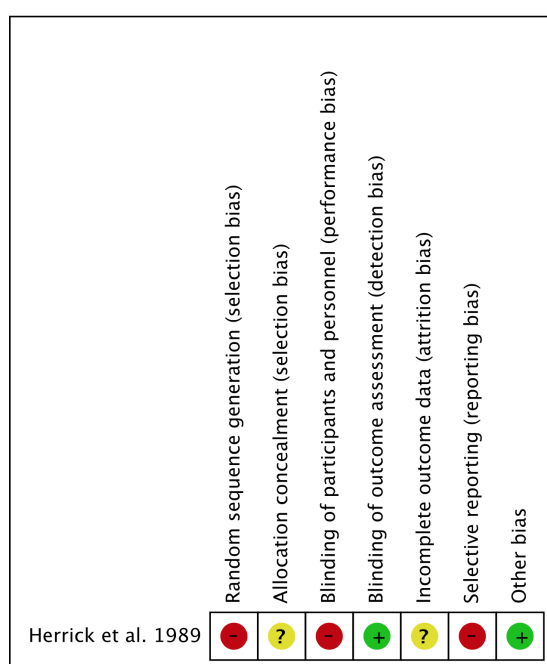 Random sequence generation (selection bias)
Allocation concealment (selection bias)
Blinding of participants and personnel (performance bias)
Blinding of outcome assessment (detection bias)
Incomplete outcome data (attrition bias)
Selective reporting (reporting bias)
Other bias
Herrick et al. 1989 - ? - + ? - +